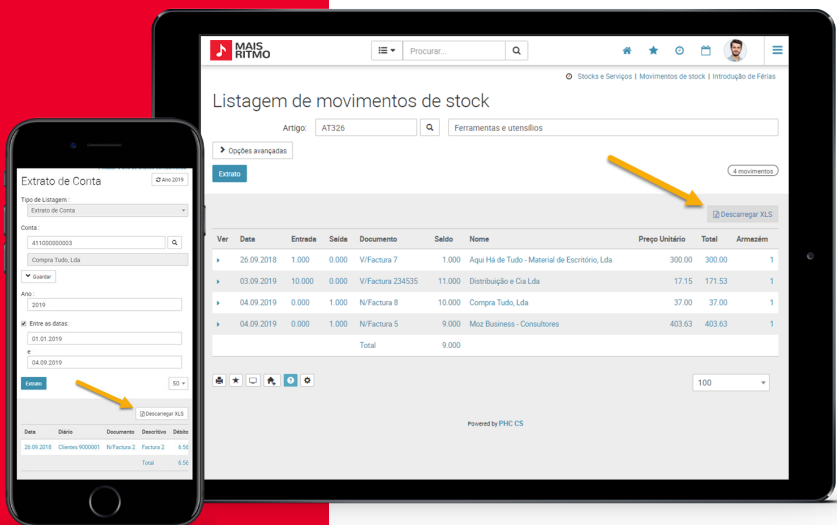 MAIS
RITMO
Procurar...
Stocks e Serviços | Movimentos de stock | Introdução de Férias
Listagem de movimentos de stock
Artigo: AT326 Ferramentas e utensílios
Opções avançadas
Extrato
4 movimentos
Descarregar XLS
Ver Data Entrada Saída Documento Saldo Nome Preço Unitário Total Armazém
26.09.2018 1.000 0.000 V/Factura 7 1.000 Aqui Há de Tudo - Material de Escritório, Lda 300.00 300.00 1
03.09.2019 10.000 0.000 V/Factura 234535 11.000 Distribuição e Cia Lda 17.15 171.53 1
04.09.2019 0.000 1.000 N/Factura 8 10.000 Compra Tudo, Lda 37.00 37.00 1
04.09.2019 0.000 1.000 N/Factura 5 9.000 Moz Business - Consultores 403.63 403.63 1
Total 9.000
100
Powered by PHC CS
Extrato de Conta
Ano 2019
Tipo de Listagem :
Extrato de Conta
Conta :
411000000003
Compra Tudo, Lda
Guardar
Ano :
2019
Entre as datas:
01.01.2019
e
04.09.2019
Extrato
50
Descarregar XLS
Data Diário Documento Descritivo Débito
26.09.2018 Clientes 9000001 N/Factura 2 Factura 2 6.56
Total 6.56